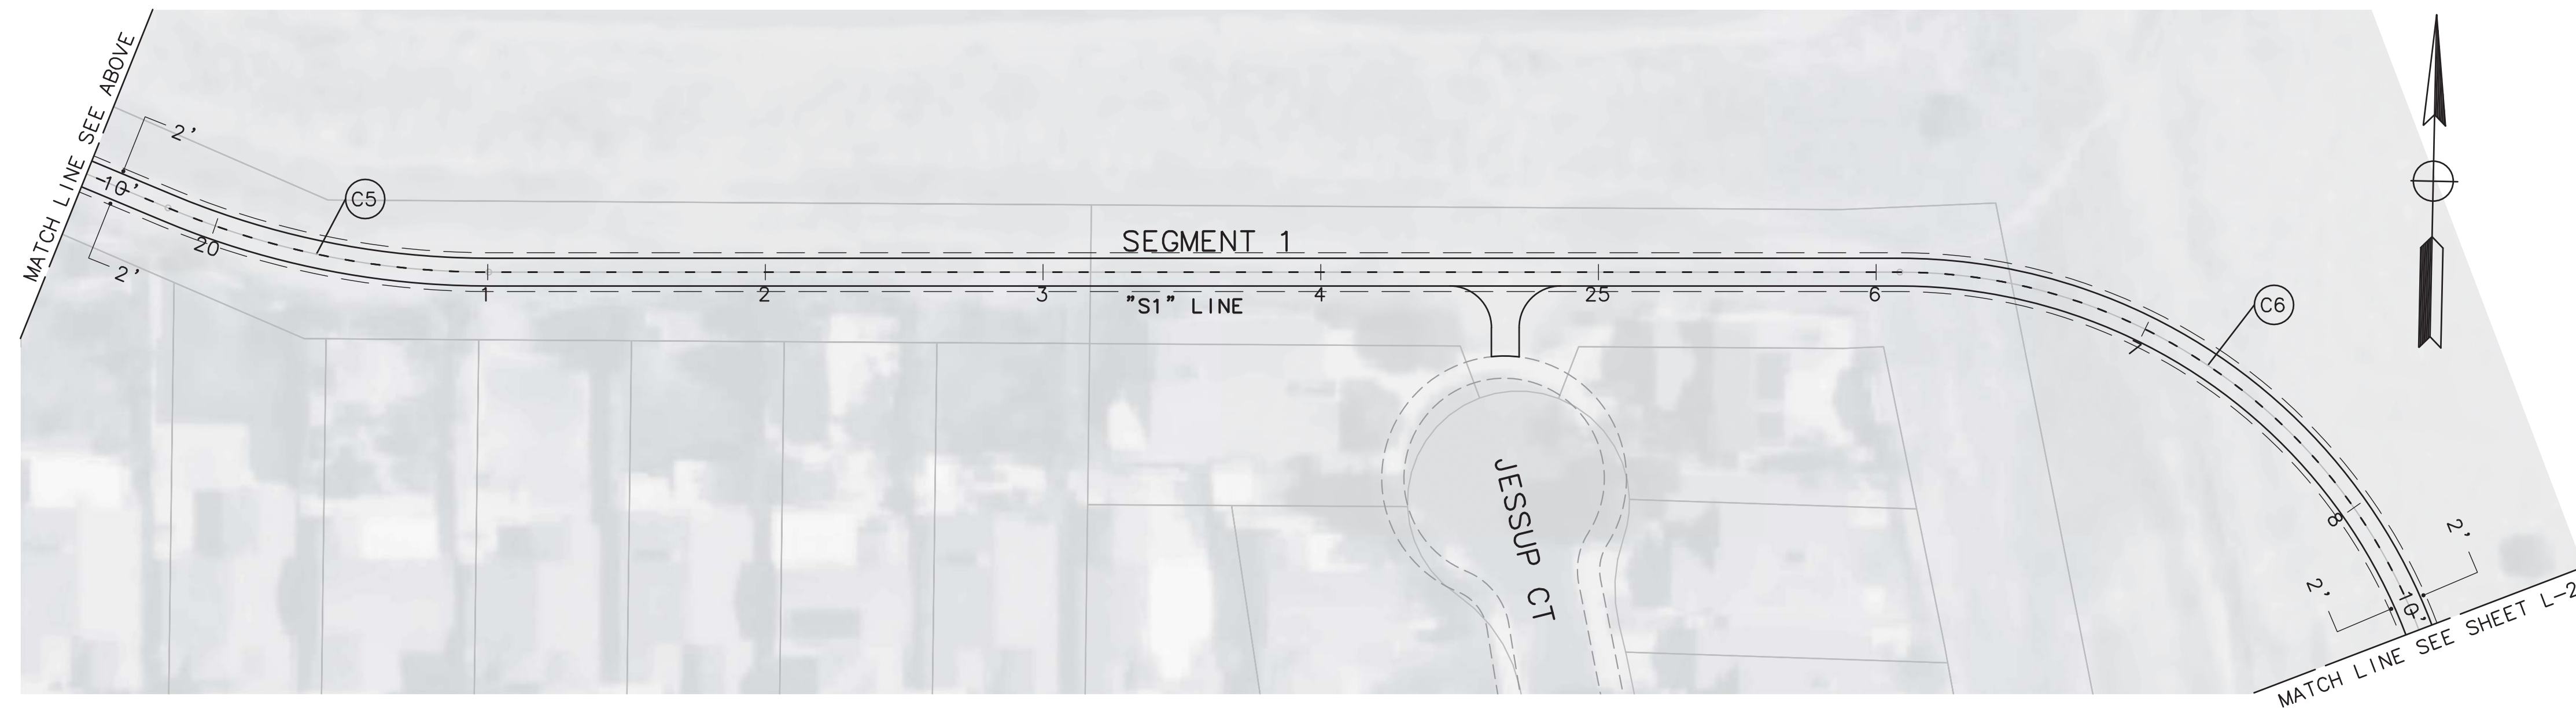 MATCH LINE SEE ABOVE
2'
10'
2'
C5
20
1
2
3
4
25
6
SEGMENT 1
"S1" LINE
JESSUP CT
C6
7
8
2'
2'
10'
MATCH LINE SEE SHEET L-2